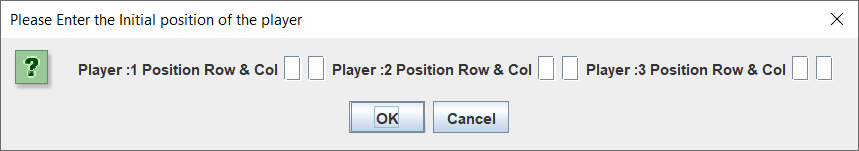 Please Enter the Initial position of the player
?
Player :1 Position Row & Col Player :2 Position Row & Col Player :3 Position Row & Col
OK Cancel